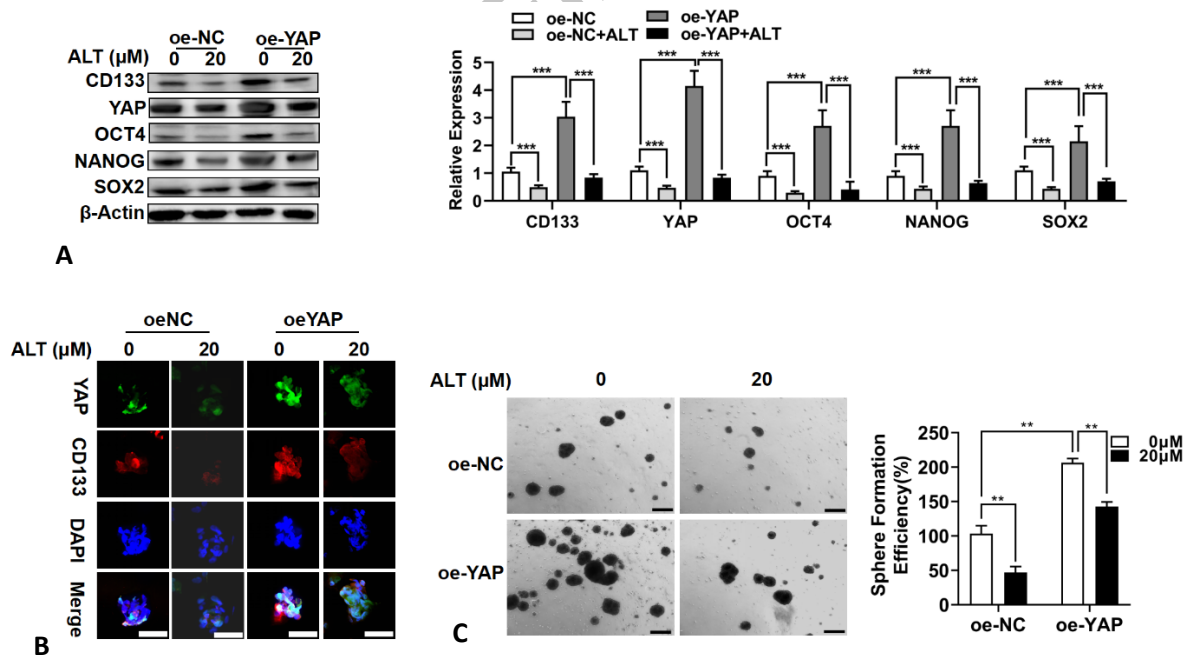 oe-NC oe-YAP
ALT (μM) 0 20 0 20
CD133
YAP
OCT4
NANOG
SOX2
β-Actin
A
oe-NC oe-YAP
oe-NC+ALT oe-YAP+ALT
Relative Expression
5
4
3
2
1
0
*** *** *** *** ***
*** *** *** *** ***
*** *** *** *** ***
CD133 YAP OCT4 NANOG SOX2
oeNC oeYAP
ALT (μM) 0 20 0 20
YAP
CD133
DAPI
Merge
B
ALT (μM) 0 20
oe-NC
oe-YAP
C
Sphere Formation
Efficiency(%)
250
200
150
100
50
0
** ** **
0μM
20μM
oe-NC oe-YAP